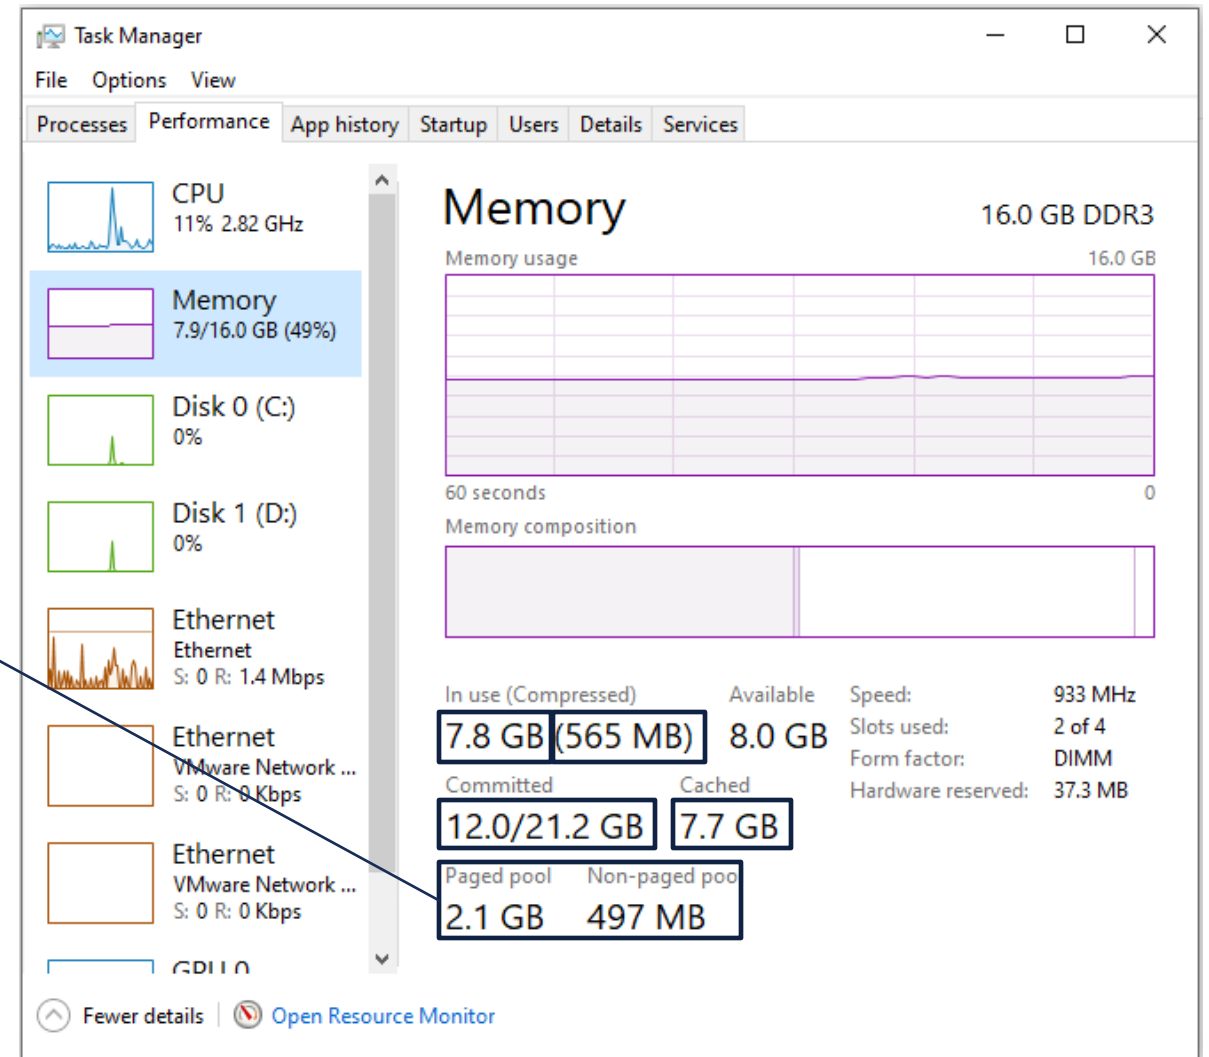 Task Manager
File Options View
Processes Performance App history Startup Users Details Services
CPU
11% 2.82 GHz
Memory
7.9/16.0 GB (49%)
Disk 0 (C:)
0%
Disk 1 (D:)
0%
Ethernet
Ethernet
S: 0 R: 1.4 Mbps
Ethernet
VMware Network ...
S: 0 R: 0 Kbps
Ethernet
VMware Network ...
S: 0 R: 0 Kbps
GPU 0
Memory 16.0 GB DDR3
Memory usage 16.0 GB
60 seconds 0
Memory composition
In use (Compressed) Available
7.8 GB (565 MB) 8.0 GB
Committed Cached
12.0/21.2 GB 7.7 GB
Paged pool Non-paged poo
2.1 GB 497 MB
Speed: 933 MHz
Slots used: 2 of 4
Form factor: DIMM
Hardware reserved: 37.3 MB
Fewer details Open Resource Monitor